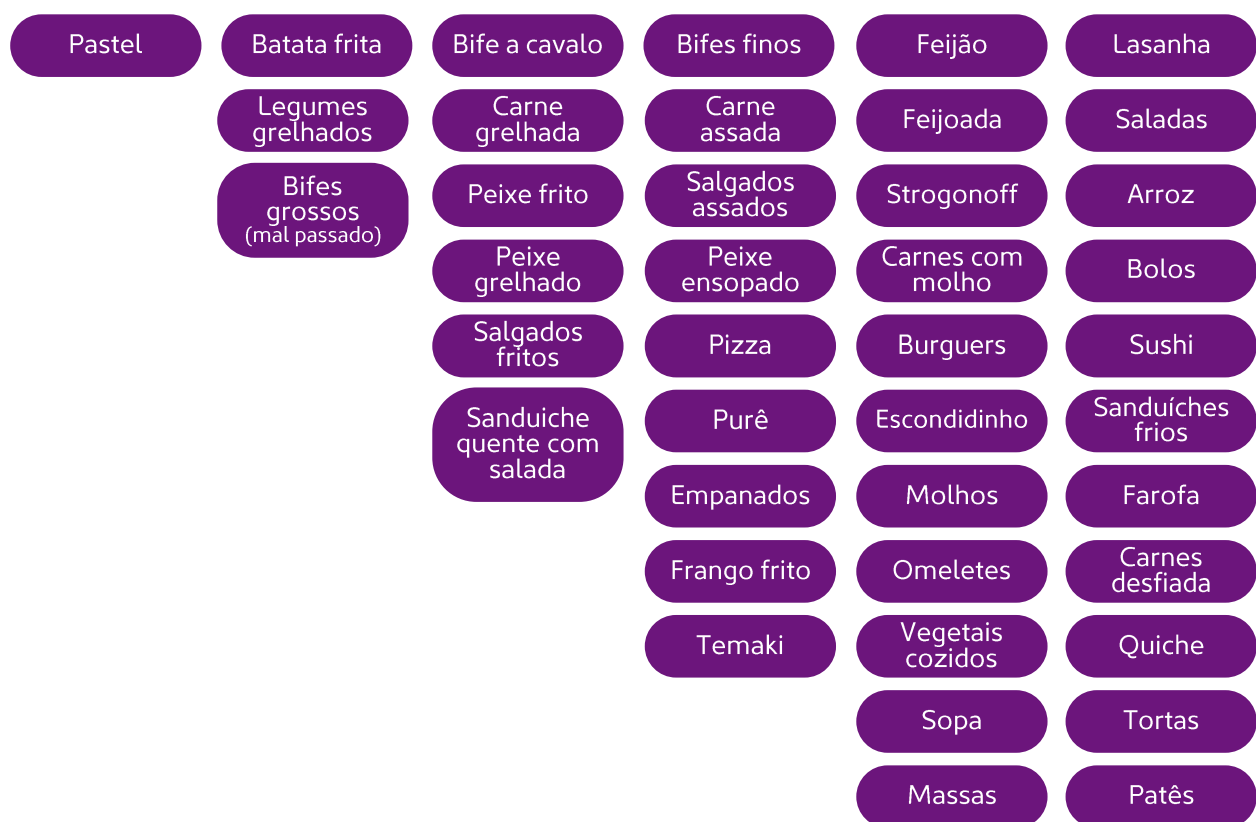 Pastel
Batata frita
Bife a cavalo
Bifes finos
Feijão
Lasanha
Legumes
grelhados
Carne
grelhada
Carne
assada
Feijoada
Saladas
Bifes
grossos
(mal passado)
Peixe frito
Salgados
assados
Strogonoff
Arroz
Peixe
grelhado
Peixe
ensopado
Carnes com
molho
Bolos
Salgados
fritos
Pizza
Burguers
Sushi
Sanduiche
quente com
salada
Purê
Escondidinho
Sanduíches
frios
Empanados
Molhos
Farofa
Frango frito
Omeletes
Carnes
desfiada
Temaki
Vegetais
cozidos
Quiche
Sopa
Tortas
Massas
Patês